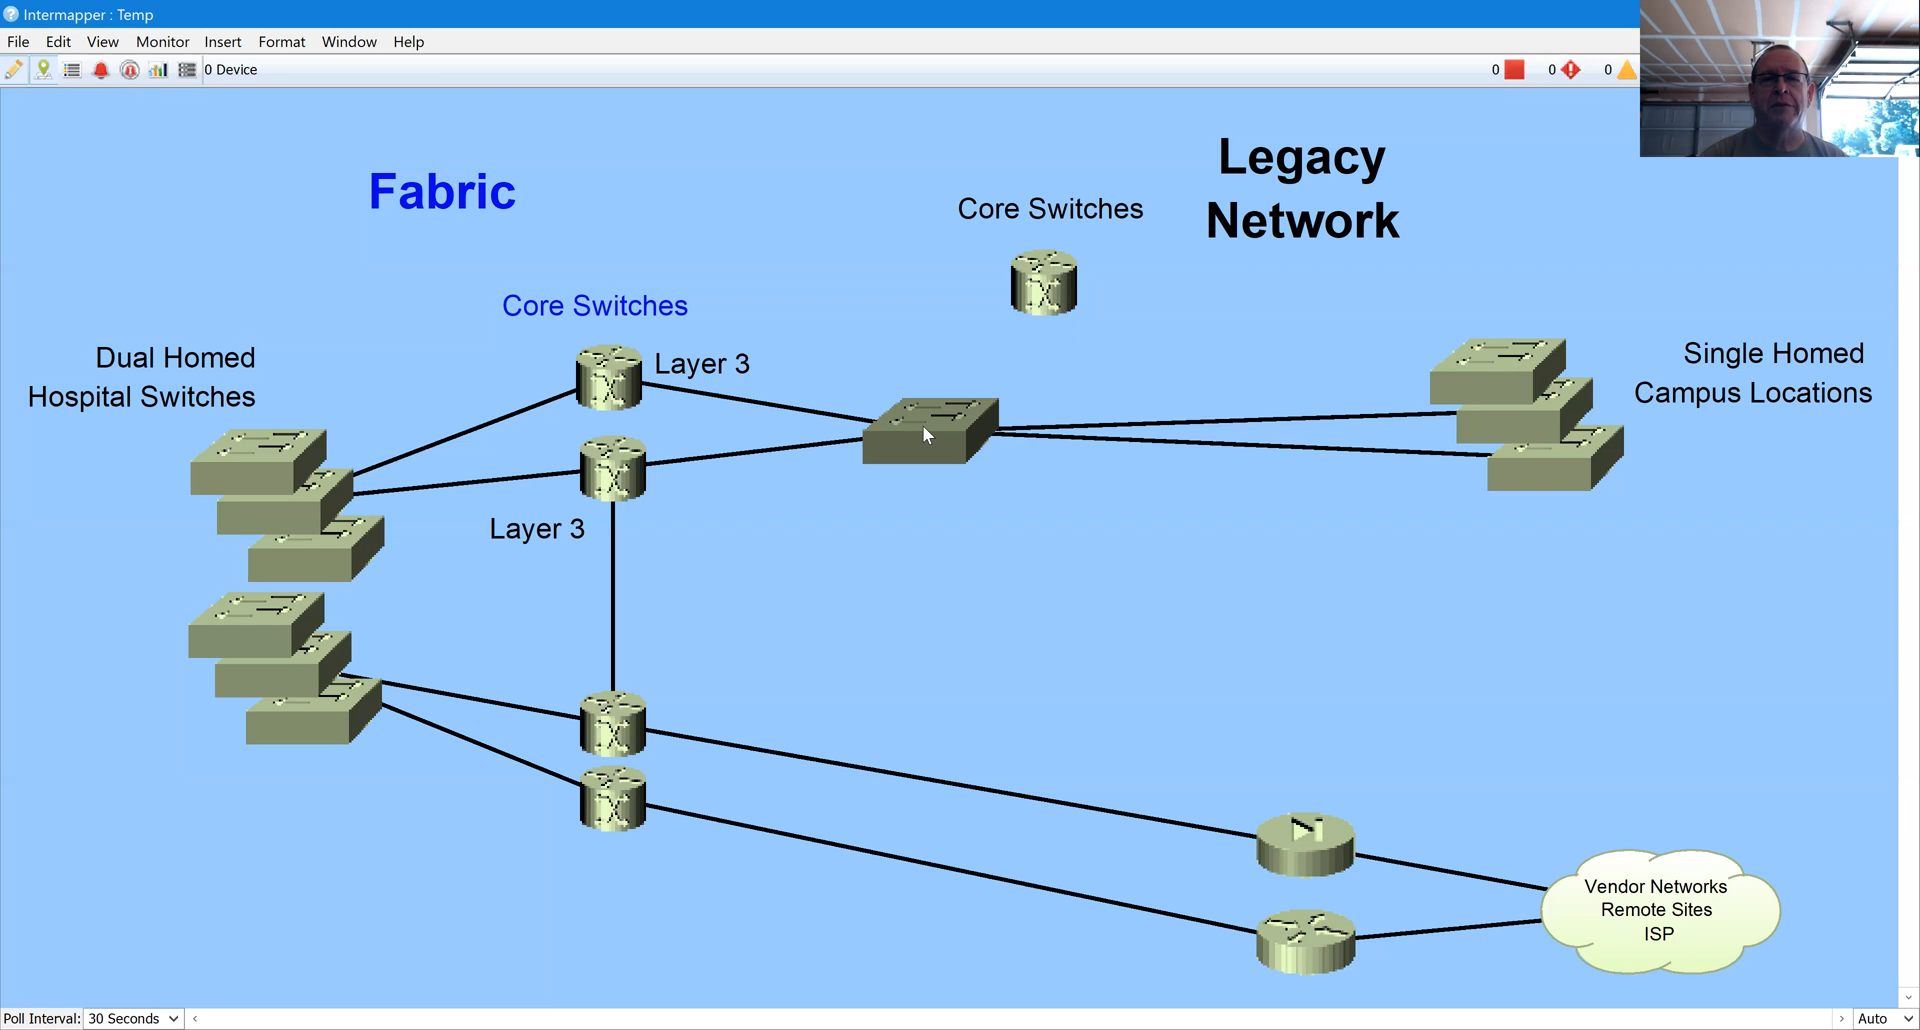 Intermapper : Temp
File Edit View Monitor Insert Format Window Help
0 Device 0 0 0
Legacy
Network
Fabric
Core Switches
Core Switches
Dual Homed
Hospital Switches
Layer 3
Single Homed
Campus Locations
Layer 3
Vendor Networks
Remote Sites
ISP
Poll Interval: 30 Seconds Auto